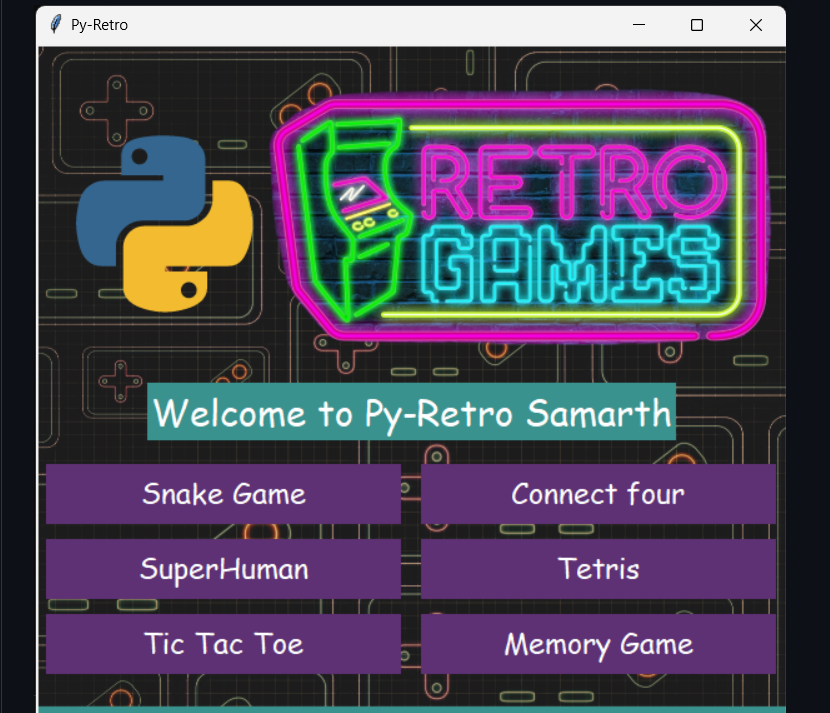 Py-Retro
RETRO
GAMES
Welcome to Py-Retro Samarth
Snake Game
Connect four
SuperHuman
Tetris
Tic Tac Toe
Memory Game